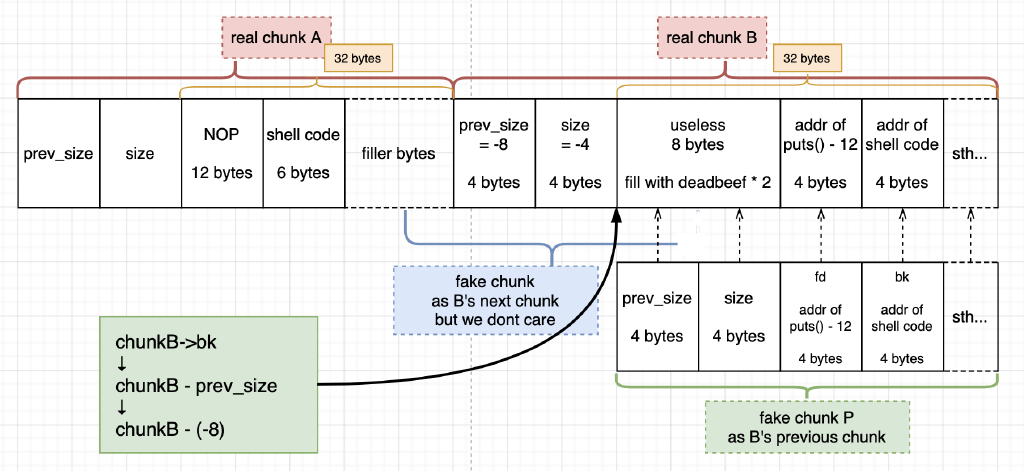 real chunk A
real chunk B
32 bytes
32 bytes
prev_size
size
NOP
12 bytes
shell code
6 bytes
filler bytes
prev_size
= -8
4 bytes
size
= -4
4 bytes
useless
8 bytes
fill with deadbeef * 2
addr of
puts() - 12
4 bytes
addr of
shell code
4 bytes
sth...
fake chunk
as B's next chunk
but we dont care
prev_size
4 bytes
size
4 bytes
fd
addr of
puts() - 12
4 bytes
bk
addr of
shell code
4 bytes
sth...
chunkB->bk
↓
chunkB - prev_size
↓
chunkB - (-8)
fake chunk P
as B's previous chunk